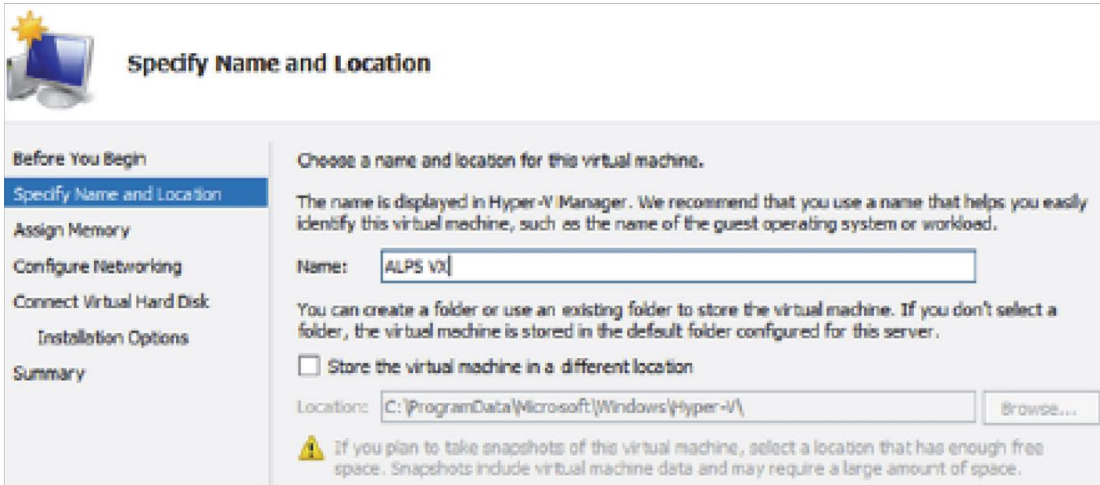 Specify Name and Location
Before You Begin
Specify Name and Location
Assign Memory
Configure Networking
Connect Virtual Hard Disk
Installation Options
Summary
Choose a name and location for this virtual machine.
The name is displayed in Hyper-V Manager. We recommend that you use a name that helps you easily
identify this virtual machine, such as the name of the guest operating system or workload.
Name: ALPS VX
You can create a folder or use an existing folder to store the virtual machine. If you don't select a
folder, the virtual machine is stored in the default folder configured for this server.
Store the virtual machine in a different location
Location: C:\ProgramData\Microsoft\Windows\Hyper-V\ Browse...
If you plan to take snapshots of this virtual machine, select a location that has enough free
space. Snapshots include virtual machine data and may require a large amount of space.